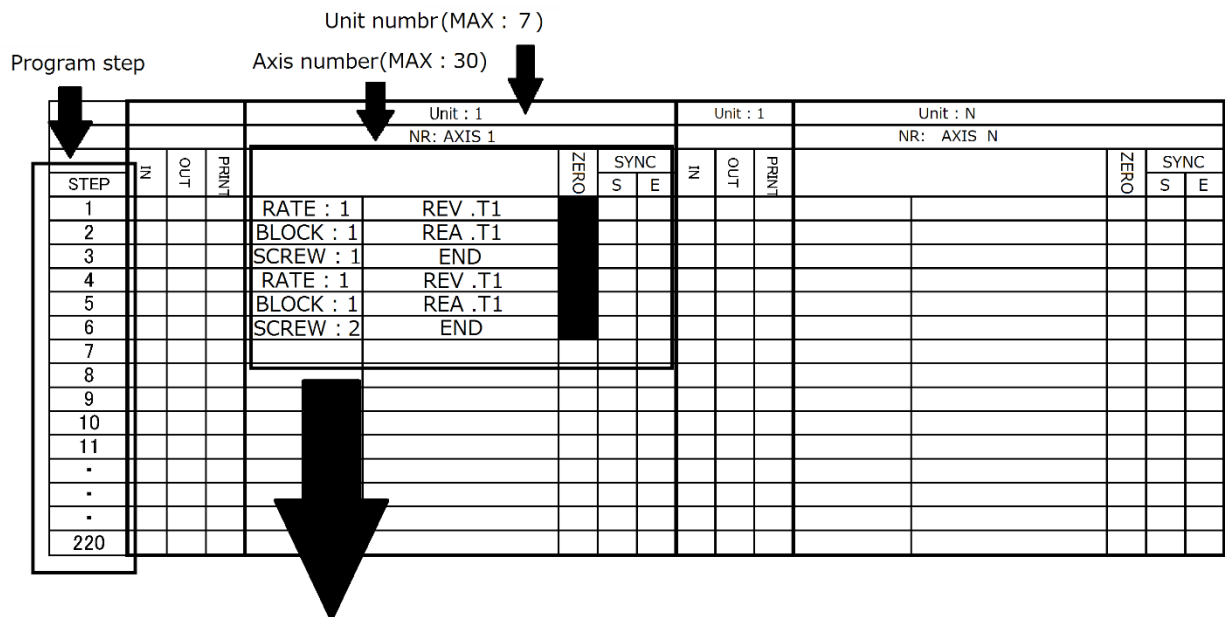 Unit numbr(MAX : 7)
Program step
Axis number(MAX : 30)
Unit : 1 Unit : 1 Unit : N
NR: AXIS 1 NR: AXIS N
STEP IN OUT PRINT ZERO SYNC IN OUT PRINT ZERO SYNC
S E S E
1 RATE : 1 REV .T1
2 BLOCK : 1 REA .T1
3 SCREW : 1 END
4 RATE : 1 REV .T1
5 BLOCK : 1 REA .T1
6 SCREW : 2 END
7
8
9
10
11
.
.
.
220